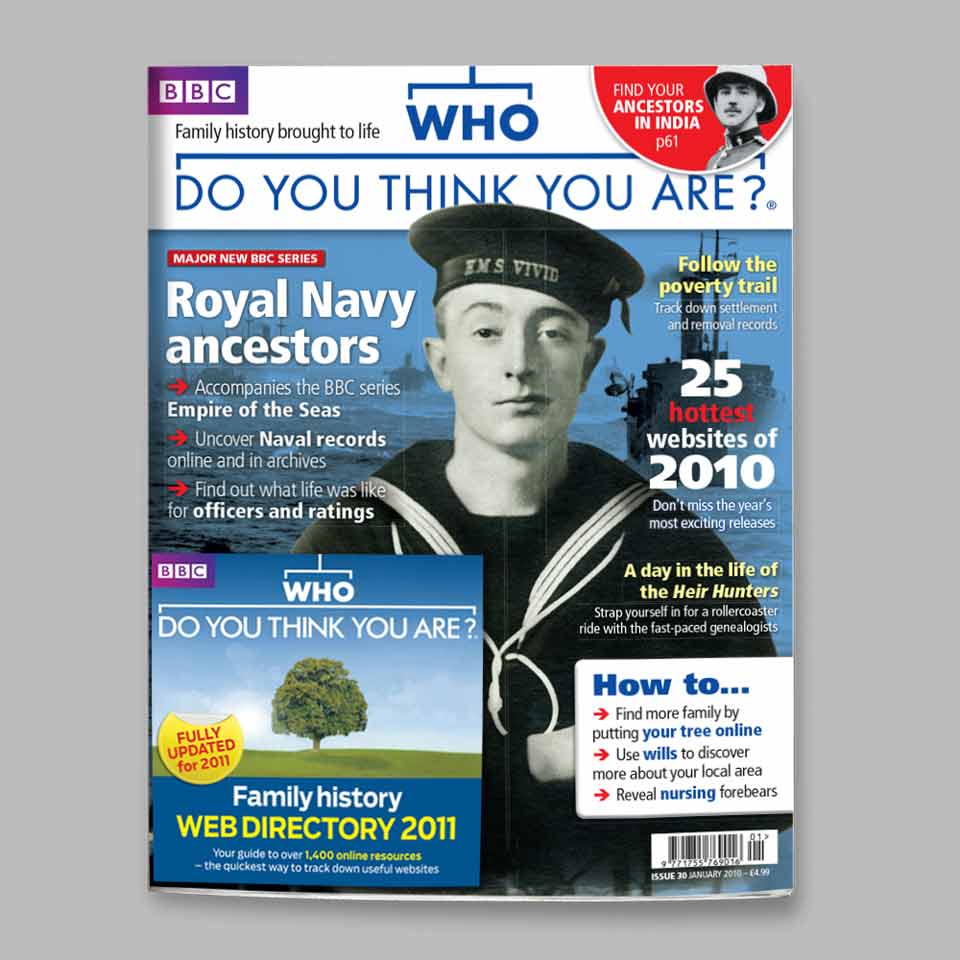 BBC
Family history brought to life
WHO
DO YOU THINK YOU ARE?®
FIND YOUR
ANCESTORS
IN INDIA
p61
HMS VIVID
MAJOR NEW BBC SERIES
Royal Navy
ancestors
→ Accompanies the BBC series
Empire of the Seas
→ Uncover Naval records
online and in archives
→ Find out what life was like
for officers and ratings
Follow the
poverty trail
Track down settlement
and removal records
25
hottest
websites of
2010
Don't miss the year's
most exciting releases
A day in the life of
the Heir Hunters
Strap yourself in for a rollercoaster
ride with the fast-paced genealogists
BBC
WHO
DO YOU THINK YOU ARE?
FULLY
UPDATED
for 2011
Family history
WEB DIRECTORY 2011
Your guide to over 1,400 online resources
– the quickest way to track down useful websites
How to...
→ Find more family by
putting your tree online
→ Use wills to discover
more about your local area
→ Reveal nursing forebears
01>
9 771755 769016
ISSUE 30 JANUARY 2010 – £4.99